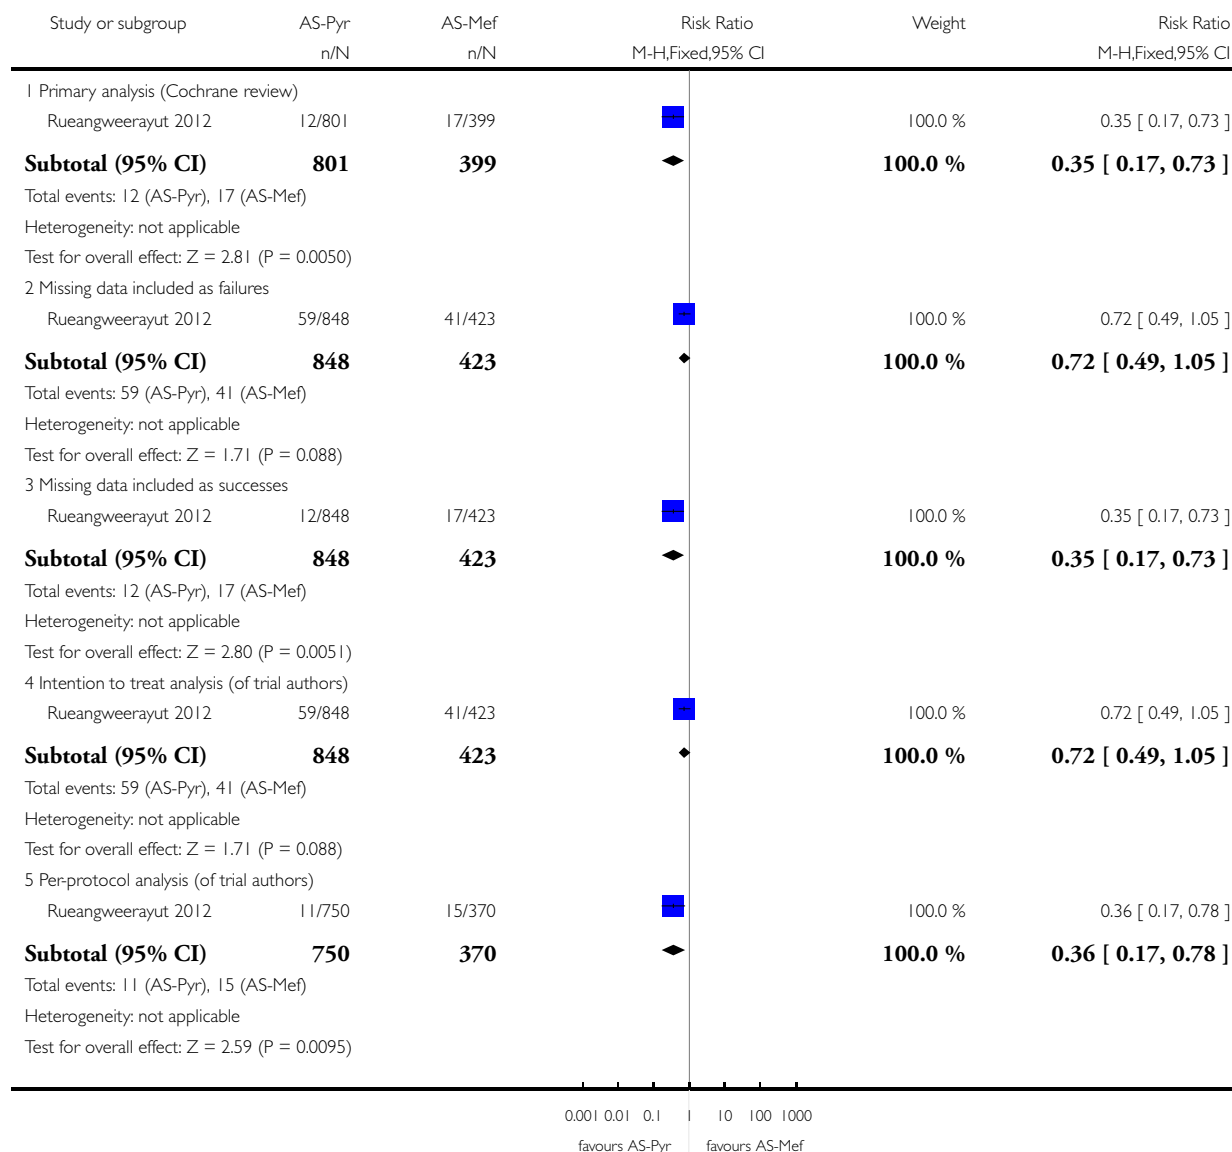 Study or subgroup AS-Pyr AS-Mef Risk Ratio Weight Risk Ratio
n/N n/N M-H,Fixed,95% CI M-H,Fixed,95% CI
1 Primary analysis (Cochrane review)
Rueangweerayut 2012 12/801 17/399 100.0 % 0.35 [ 0.17, 0.73 ]
Subtotal (95% CI) 801 399 100.0 % 0.35 [ 0.17, 0.73 ]
Total events: 12 (AS-Pyr), 17 (AS-Mef)
Heterogeneity: not applicable
Test for overall effect: Z = 2.81 (P = 0.0050)
2 Missing data included as failures
Rueangweerayut 2012 59/848 41/423 100.0 % 0.72 [ 0.49, 1.05 ]
Subtotal (95% CI) 848 423 100.0 % 0.72 [ 0.49, 1.05 ]
Total events: 59 (AS-Pyr), 41 (AS-Mef)
Heterogeneity: not applicable
Test for overall effect: Z = 1.71 (P = 0.088)
3 Missing data included as successes
Rueangweerayut 2012 12/848 17/423 100.0 % 0.35 [ 0.17, 0.73 ]
Subtotal (95% CI) 848 423 100.0 % 0.35 [ 0.17, 0.73 ]
Total events: 12 (AS-Pyr), 17 (AS-Mef)
Heterogeneity: not applicable
Test for overall effect: Z = 2.80 (P = 0.0051)
4 Intention to treat analysis (of trial authors)
Rueangweerayut 2012 59/848 41/423 100.0 % 0.72 [ 0.49, 1.05 ]
Subtotal (95% CI) 848 423 100.0 % 0.72 [ 0.49, 1.05 ]
Total events: 59 (AS-Pyr), 41 (AS-Mef)
Heterogeneity: not applicable
Test for overall effect: Z = 1.71 (P = 0.088)
5 Per-protocol analysis (of trial authors)
Rueangweerayut 2012 11/750 15/370 100.0 % 0.36 [ 0.17, 0.78 ]
Subtotal (95% CI) 750 370 100.0 % 0.36 [ 0.17, 0.78 ]
Total events: 11 (AS-Pyr), 15 (AS-Mef)
Heterogeneity: not applicable
Test for overall effect: Z = 2.59 (P = 0.0095)
0.001 0.01 0.1 1 10 100 1000
favours AS-Pyr favours AS-Mef